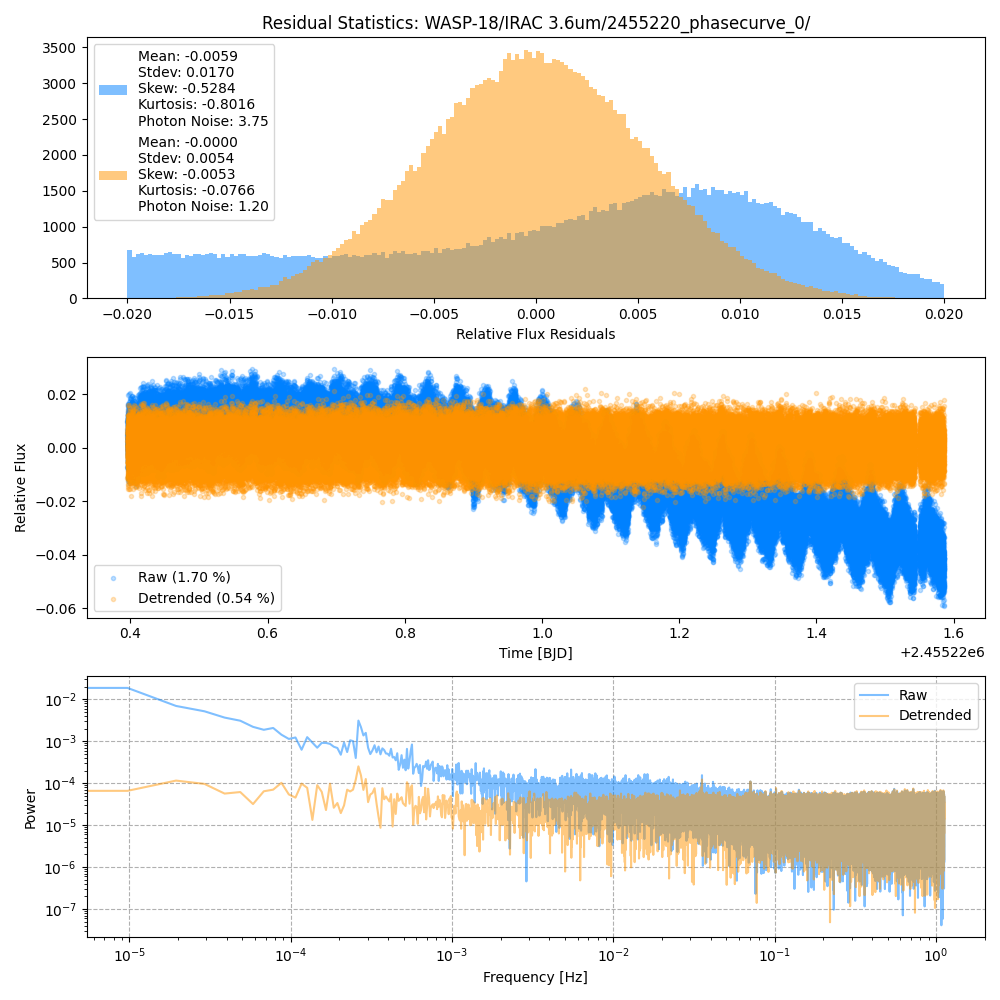 Residual Statistics: WASP-18/IRAC 3.6um/2455220_phasecurve_0/
Mean: -0.0059
Stdev: 0.0170
Skew: -0.5284
Kurtosis: -0.8016
Photon Noise: 3.75
Mean: -0.0000
Stdev: 0.0054
Skew: -0.0053
Kurtosis: -0.0766
Photon Noise: 1.20
3500
3000
2500
2000
1500
1000
500
0
−0.020 −0.015 −0.010 −0.005 0.000 0.005 0.010 0.015 0.020
Relative Flux Residuals
Relative Flux
0.02
0.00
−0.02
−0.04
−0.06
Raw (1.70 %)
Detrended (0.54 %)
0.4 0.6 0.8 1.0 1.2 1.4 1.6
Time [BJD]
+2.45522e6
Power
10⁻²
10⁻³
10⁻⁴
10⁻⁵
10⁻⁶
10⁻⁷
Raw
Detrended
10⁻⁵ 10⁻⁴ 10⁻³ 10⁻² 10⁻¹ 10⁰
Frequency [Hz]